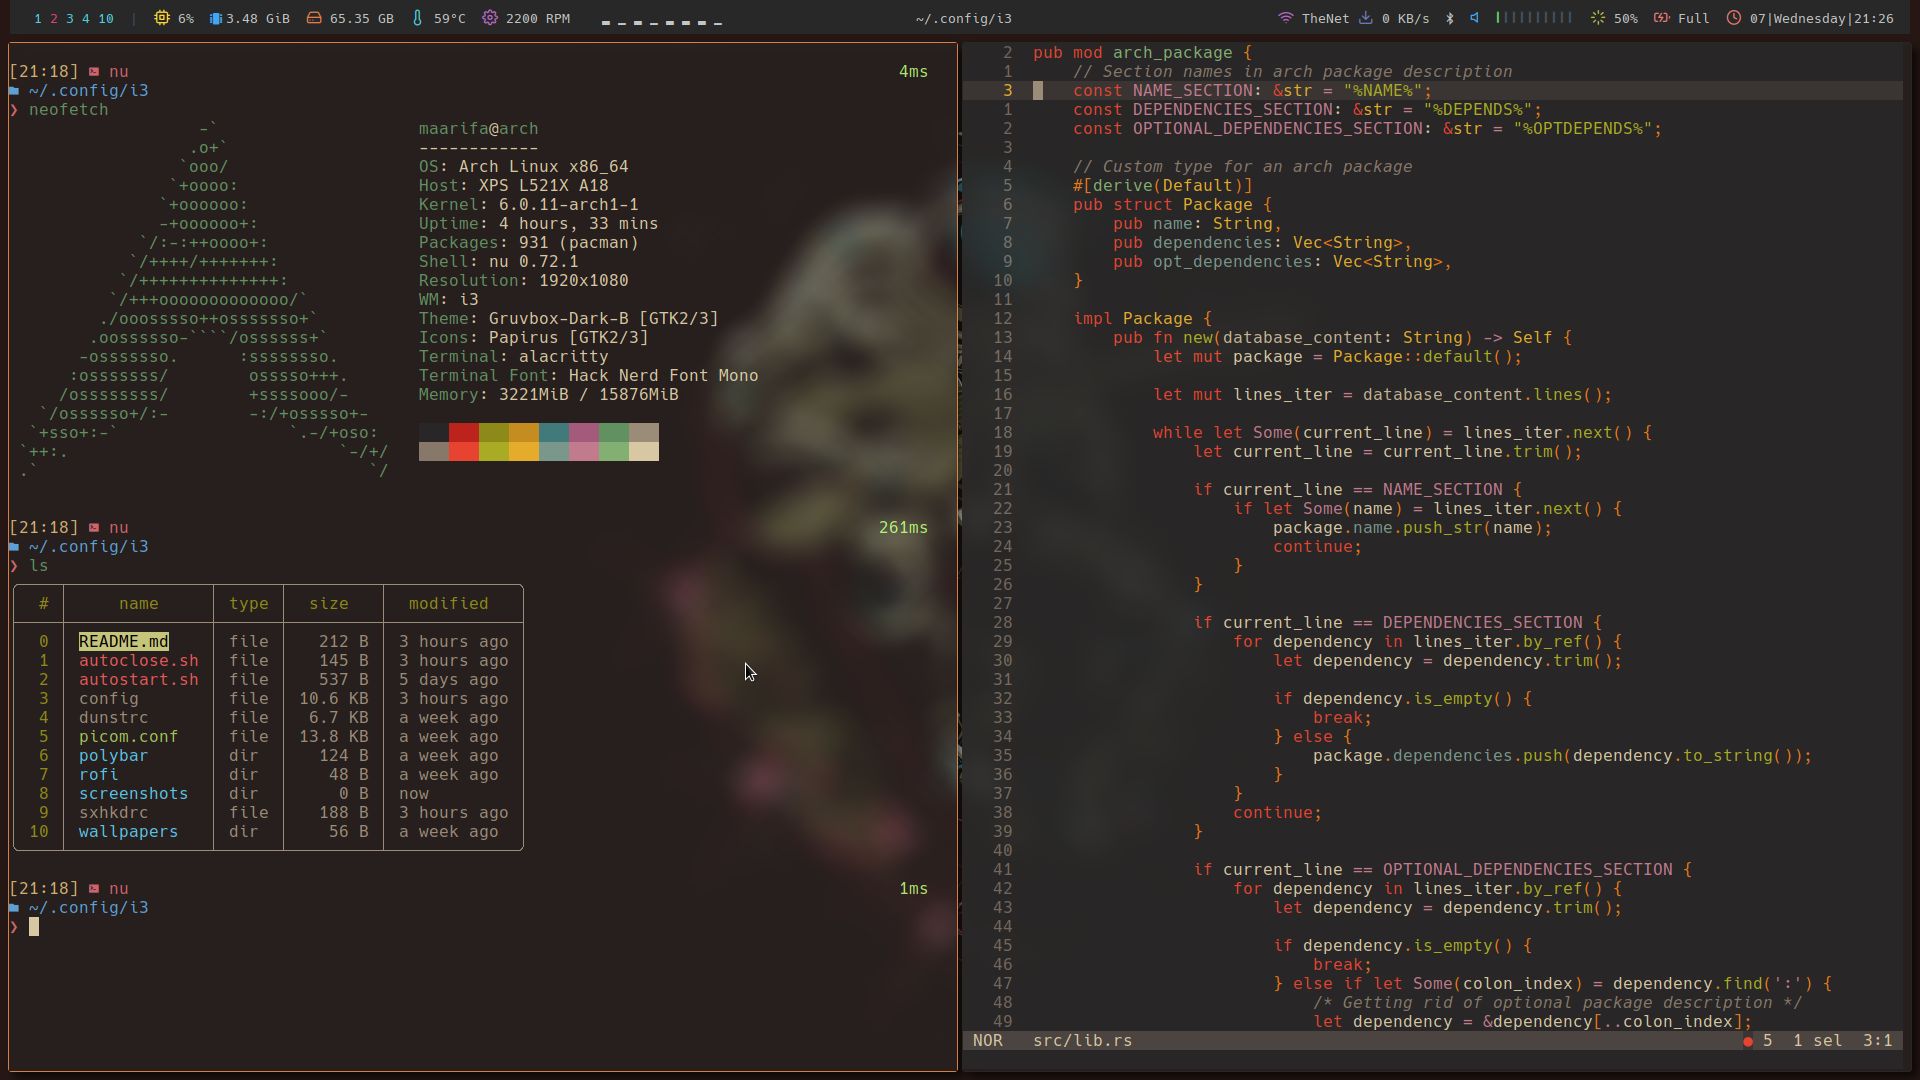 1 2 3 4 10 | 6% 3.48 GiB 65.35 GB 59°C 2200 RPM ~/.config/i3 TheNet 0 KB/s 50% Full 07|Wednesday|21:26
[21:18] nu 4ms
~/.config/i3
❯ neofetch
-`
.o+`
`ooo/
`+oooo:
`+oooooo:
-+oooooo+:
`/:-:++oooo+:
`/++++/+++++++:
`/++++++++++++++:
`/+++ooooooooooooo/`
./ooosssso++osssssso+`
.oossssso-````/ossssss+`
-osssssso.      :ssssssso.
:osssssss/        osssso+++.
/ossssssss/        +ssssooo/-
`/ossssso+/:-        -:/+osssso+-
`+sso+:-`                 `.-/+oso:
`++:.                           `-/+/
.`                                 `/
maarifa@arch
------------
OS: Arch Linux x86_64
Host: XPS L521X A18
Kernel: 6.0.11-arch1-1
Uptime: 4 hours, 33 mins
Packages: 931 (pacman)
Shell: nu 0.72.1
Resolution: 1920x1080
WM: i3
Theme: Gruvbox-Dark-B [GTK2/3]
Icons: Papirus [GTK2/3]
Terminal: alacritty
Terminal Font: Hack Nerd Font Mono
Memory: 3221MiB / 15876MiB
[21:18] nu 261ms
~/.config/i3
❯ ls
# name type size modified
0 README.md file 212 B 3 hours ago
1 autoclose.sh file 145 B 3 hours ago
2 autostart.sh file 537 B 5 days ago
3 config file 10.6 KB 3 hours ago
4 dunstrc file 6.7 KB a week ago
5 picom.conf file 13.8 KB a week ago
6 polybar dir 124 B a week ago
7 rofi dir 48 B a week ago
8 screenshots dir 0 B now
9 sxhkdrc file 188 B 3 hours ago
10 wallpapers dir 56 B a week ago
[21:18] nu 1ms
~/.config/i3
❯
2 pub mod arch_package {
1     // Section names in arch package description
3     const NAME_SECTION: &str = "%NAME%";
1     const DEPENDENCIES_SECTION: &str = "%DEPENDS%";
2     const OPTIONAL_DEPENDENCIES_SECTION: &str = "%OPTDEPENDS%";
3
4     // Custom type for an arch package
5     #[derive(Default)]
6     pub struct Package {
7         pub name: String,
8         pub dependencies: Vec<String>,
9         pub opt_dependencies: Vec<String>,
10     }
11
12     impl Package {
13         pub fn new(database_content: String) -> Self {
14             let mut package = Package::default();
15
16             let mut lines_iter = database_content.lines();
17
18             while let Some(current_line) = lines_iter.next() {
19                 let current_line = current_line.trim();
20
21                 if current_line == NAME_SECTION {
22                     if let Some(name) = lines_iter.next() {
23                         package.name.push_str(name);
24                         continue;
25                     }
26                 }
27
28                 if current_line == DEPENDENCIES_SECTION {
29                     for dependency in lines_iter.by_ref() {
30                         let dependency = dependency.trim();
31
32                         if dependency.is_empty() {
33                             break;
34                         } else {
35                             package.dependencies.push(dependency.to_string());
36                         }
37                     }
38                     continue;
39                 }
40
41                 if current_line == OPTIONAL_DEPENDENCIES_SECTION {
42                     for dependency in lines_iter.by_ref() {
43                         let dependency = dependency.trim();
44
45                         if dependency.is_empty() {
46                             break;
47                         } else if let Some(colon_index) = dependency.find(':') {
48                             /* Getting rid of optional package description */
49                             let dependency = &dependency[..colon_index];
NOR src/lib.rs ● 5 1 sel 3:1